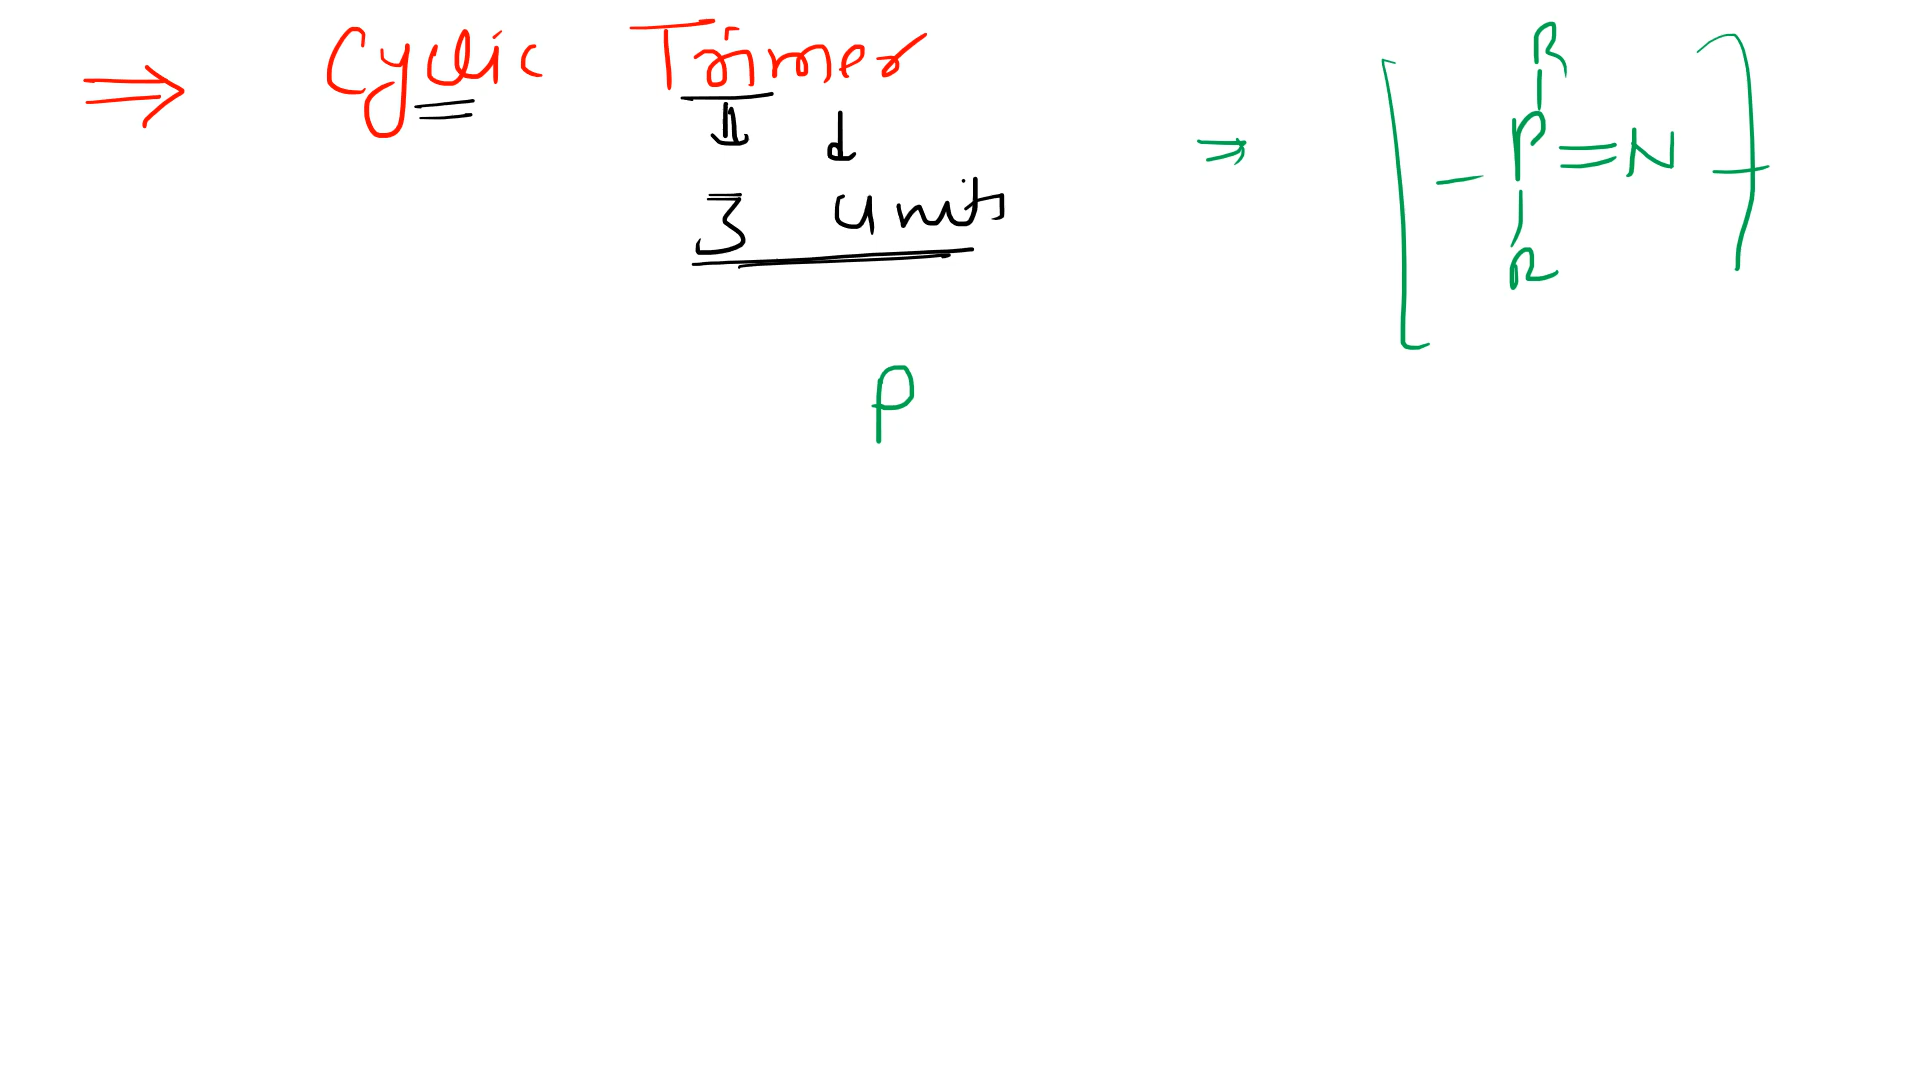 ⇒ Cyclic Trimer
3 units
→ [ - P = N - ]
R
R
P